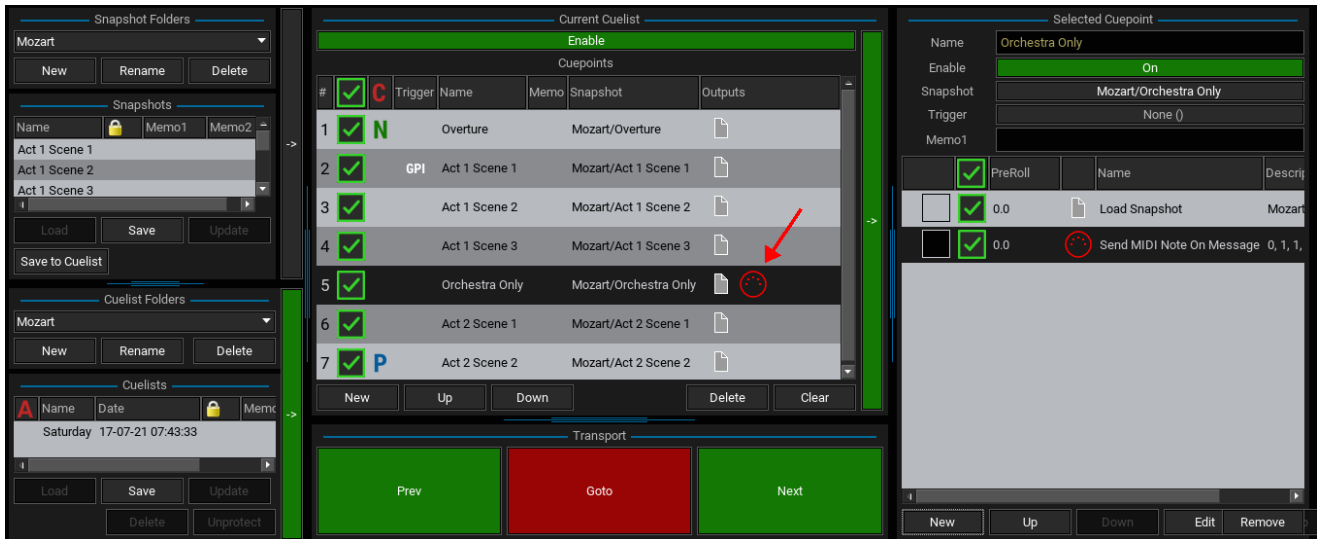 Snapshot Folders
Mozart
New Rename Delete
Snapshots
Name Memo1 Memo2
Act 1 Scene 1
Act 1 Scene 2
Act 1 Scene 3
Load Save Update
Save to Cuelist
->
Cuelist Folders
Mozart
New Rename Delete
Cuelists
A Name Date Memo
Saturday 17-07-21 07:43:33
Load Save Update
Delete Unprotect
->
Current Cuelist
Enable
Cuepoints
# C Trigger Name Memo Snapshot Outputs
1 N Overture Mozart/Overture
2 GPI Act 1 Scene 1 Mozart/Act 1 Scene 1
3 Act 1 Scene 2 Mozart/Act 1 Scene 2
4 Act 1 Scene 3 Mozart/Act 1 Scene 3
5 Orchestra Only Mozart/Orchestra Only
6 Act 2 Scene 1 Mozart/Act 2 Scene 1
7 P Act 2 Scene 2 Mozart/Act 2 Scene 2
New Up Down Delete Clear
->
Transport
Prev Goto Next
Selected Cuepoint
Name Orchestra Only
Enable On
Snapshot Mozart/Orchestra Only
Trigger None ()
Memo1
PreRoll Name Descrip
0.0 Load Snapshot Mozart
0.0 Send MIDI Note On Message 0, 1, 1,
New Up Down Edit Remove